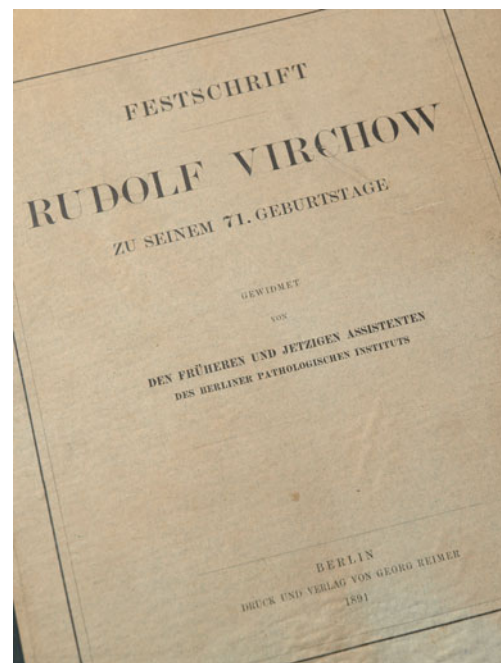 FESTSCHRIFT
RUDOLF VIRCHOW
ZU SEINEM 71. GEBURTSTAGE
GEWIDMET
VON
DEN FRÜHEREN UND JETZIGEN ASSISTENTEN
DES BERLINER PATHOLOGISCHEN INSTITUTS
BERLIN
DRUCK UND VERLAG VON GEORG REIMER
1891